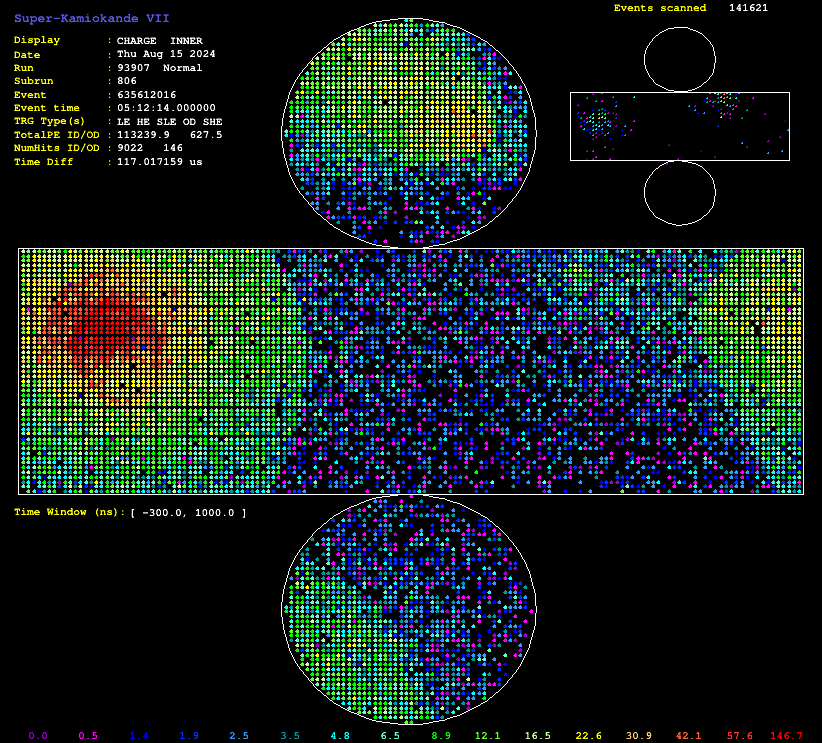 Super-Kamiokande VII
Events scanned 141621
Display : CHARGE INNER
Date : Thu Aug 15 2024
Run : 93907 Normal
Subrun : 806
Event : 635612016
Event time : 05:12:14.000000
TRG Type(s) : LE HE SLE OD SHE
TotalPE ID/OD : 113239.9 627.5
NumHits ID/OD : 9022 146
Time Diff : 117.017159 us
Time Window (ns): [ -300.0, 1000.0 ]
0.0 0.5 1.4 1.9 2.5 3.5 4.8 6.5 8.9 12.1 16.5 22.6 30.9 42.1 57.6 146.7